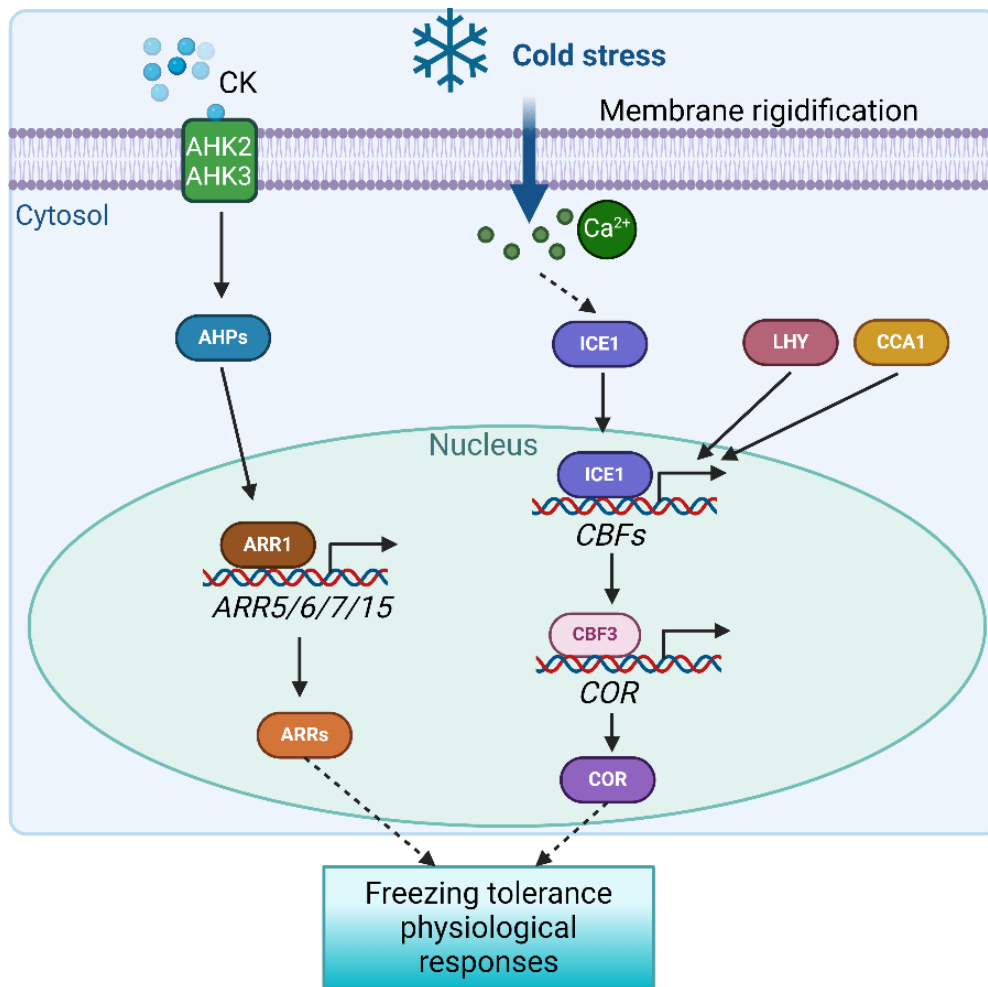 CK
Cold stress
Membrane rigidification
AHK2
AHK3
Cytosol
Ca²⁺
AHPs
ICE1
LHY
CCA1
Nucleus
ICE1
CBFs
ARR1
ARR5/6/7/15
CBF3
COR
ARRs
COR
Freezing tolerance
physiological
responses